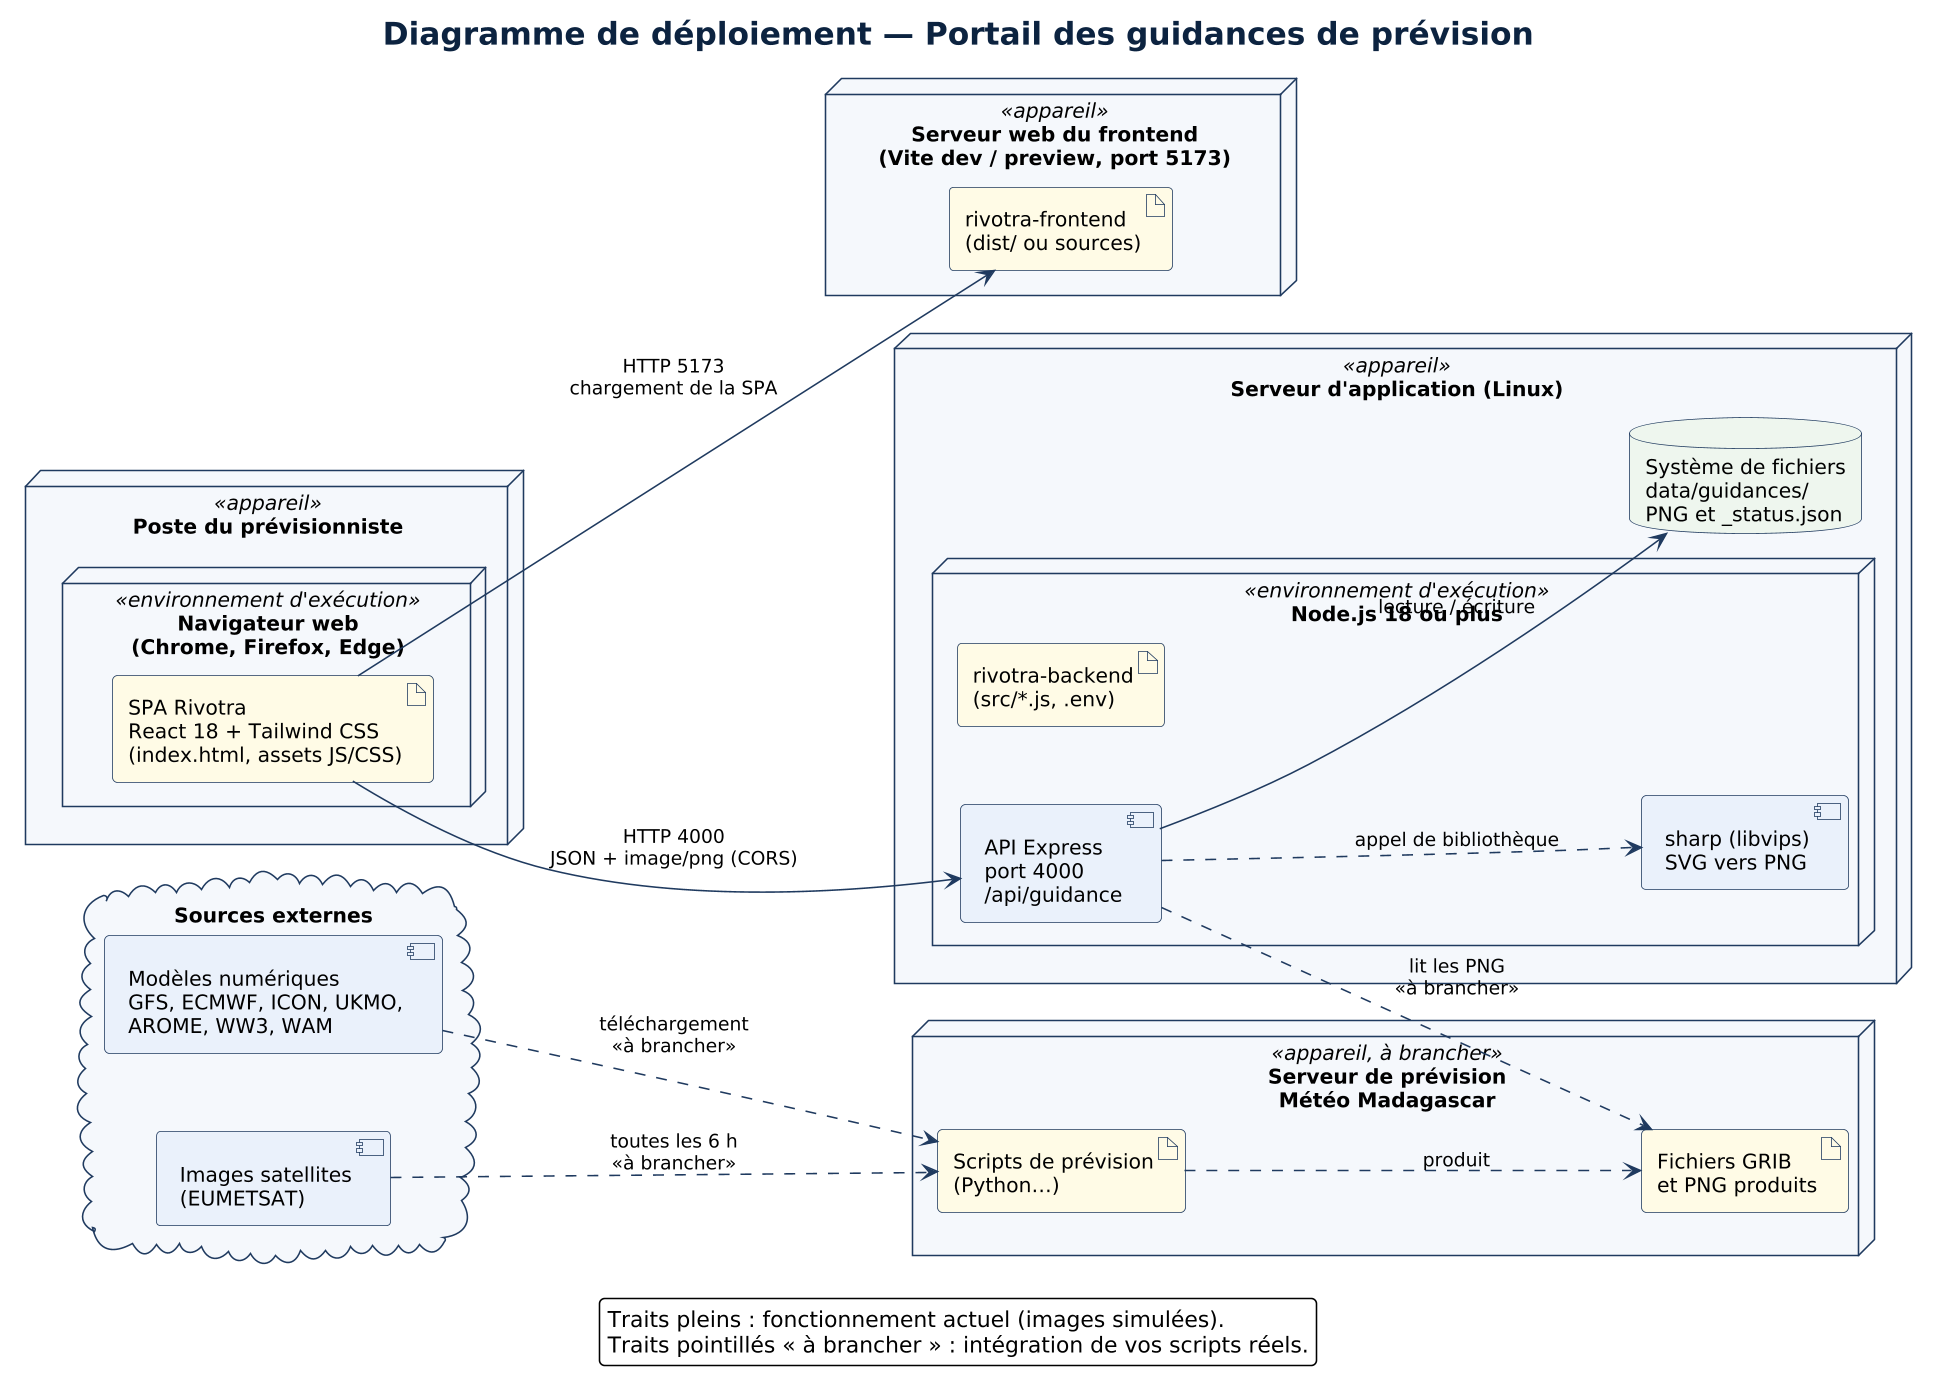 Diagramme de déploiement — Portail des guidances de prévision
«appareil»
Serveur web du frontend
(Vite dev / preview, port 5173)
rivotra-frontend
(dist/ ou sources)
HTTP 5173
chargement de la SPA
«appareil»
Serveur d'application (Linux)
Système de fichiers
data/guidances/
PNG et _status.json
«appareil»
Poste du prévisionniste
«environnement d'exécution»
Navigateur web
(Chrome, Firefox, Edge)
SPA Rivotra
React 18 + Tailwind CSS
(index.html, assets JS/CSS)
«environnement d'exécution»
Node.js 18 ou plus
lecture / écriture
rivotra-backend
(src/*.js, .env)
HTTP 4000
JSON + image/png (CORS)
API Express
port 4000
/api/guidance
appel de bibliothèque
sharp (libvips)
SVG vers PNG
Sources externes
Modèles numériques
GFS, ECMWF, ICON, UKMO,
AROME, WW3, WAM
lit les PNG
«à brancher»
téléchargement
«à brancher»
«appareil, à brancher»
Serveur de prévision
Météo Madagascar
Images satellites
(EUMETSAT)
toutes les 6 h
«à brancher»
Scripts de prévision
(Python...)
produit
Fichiers GRIB
et PNG produits
Traits pleins : fonctionnement actuel (images simulées).
Traits pointillés « à brancher » : intégration de vos scripts réels.